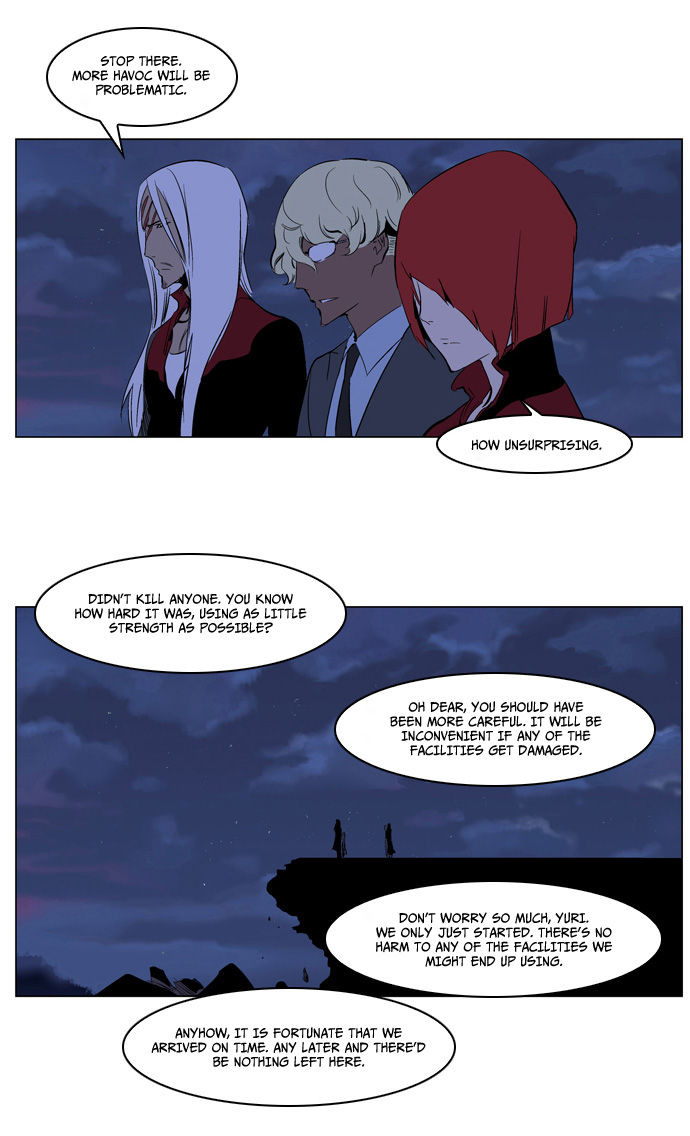 STOP THERE.
MORE HAVOC WILL BE
PROBLEMATIC.
HOW UNSURPRISING.
DIDN'T KILL ANYONE. YOU KNOW
HOW HARD IT WAS, USING AS LITTLE
STRENGTH AS POSSIBLE?
OH DEAR, YOU SHOULD HAVE
BEEN MORE CAREFUL. IT WILL BE
INCONVENIENT IF ANY OF THE
FACILITIES GET DAMAGED.
DON'T WORRY SO MUCH, YURI.
WE ONLY JUST STARTED. THERE'S NO
HARM TO ANY OF THE FACILITIES WE
MIGHT END UP USING.
ANYHOW, IT IS FORTUNATE THAT WE
ARRIVED ON TIME. ANY LATER AND THERE'D
BE NOTHING LEFT HERE.